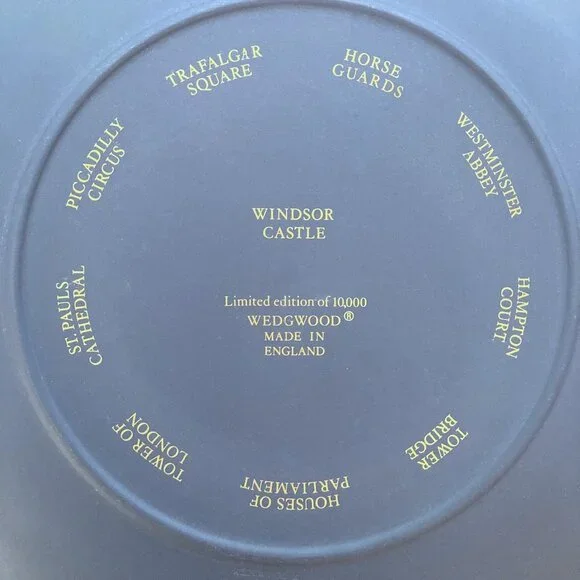 TRAFALGAR
SQUARE
HORSE
GUARDS
WESTMINSTER
ABBEY
HAMPTON
COURT
TOWER
BRIDGE
HOUSES OF
PARLIAMENT
TOWER OF
LONDON
ST. PAULS
CATHEDRAL
PICCADILLY
CIRCUS
WINDSOR
CASTLE
Limited edition of 10,000
WEDGWOOD®
MADE IN
ENGLAND